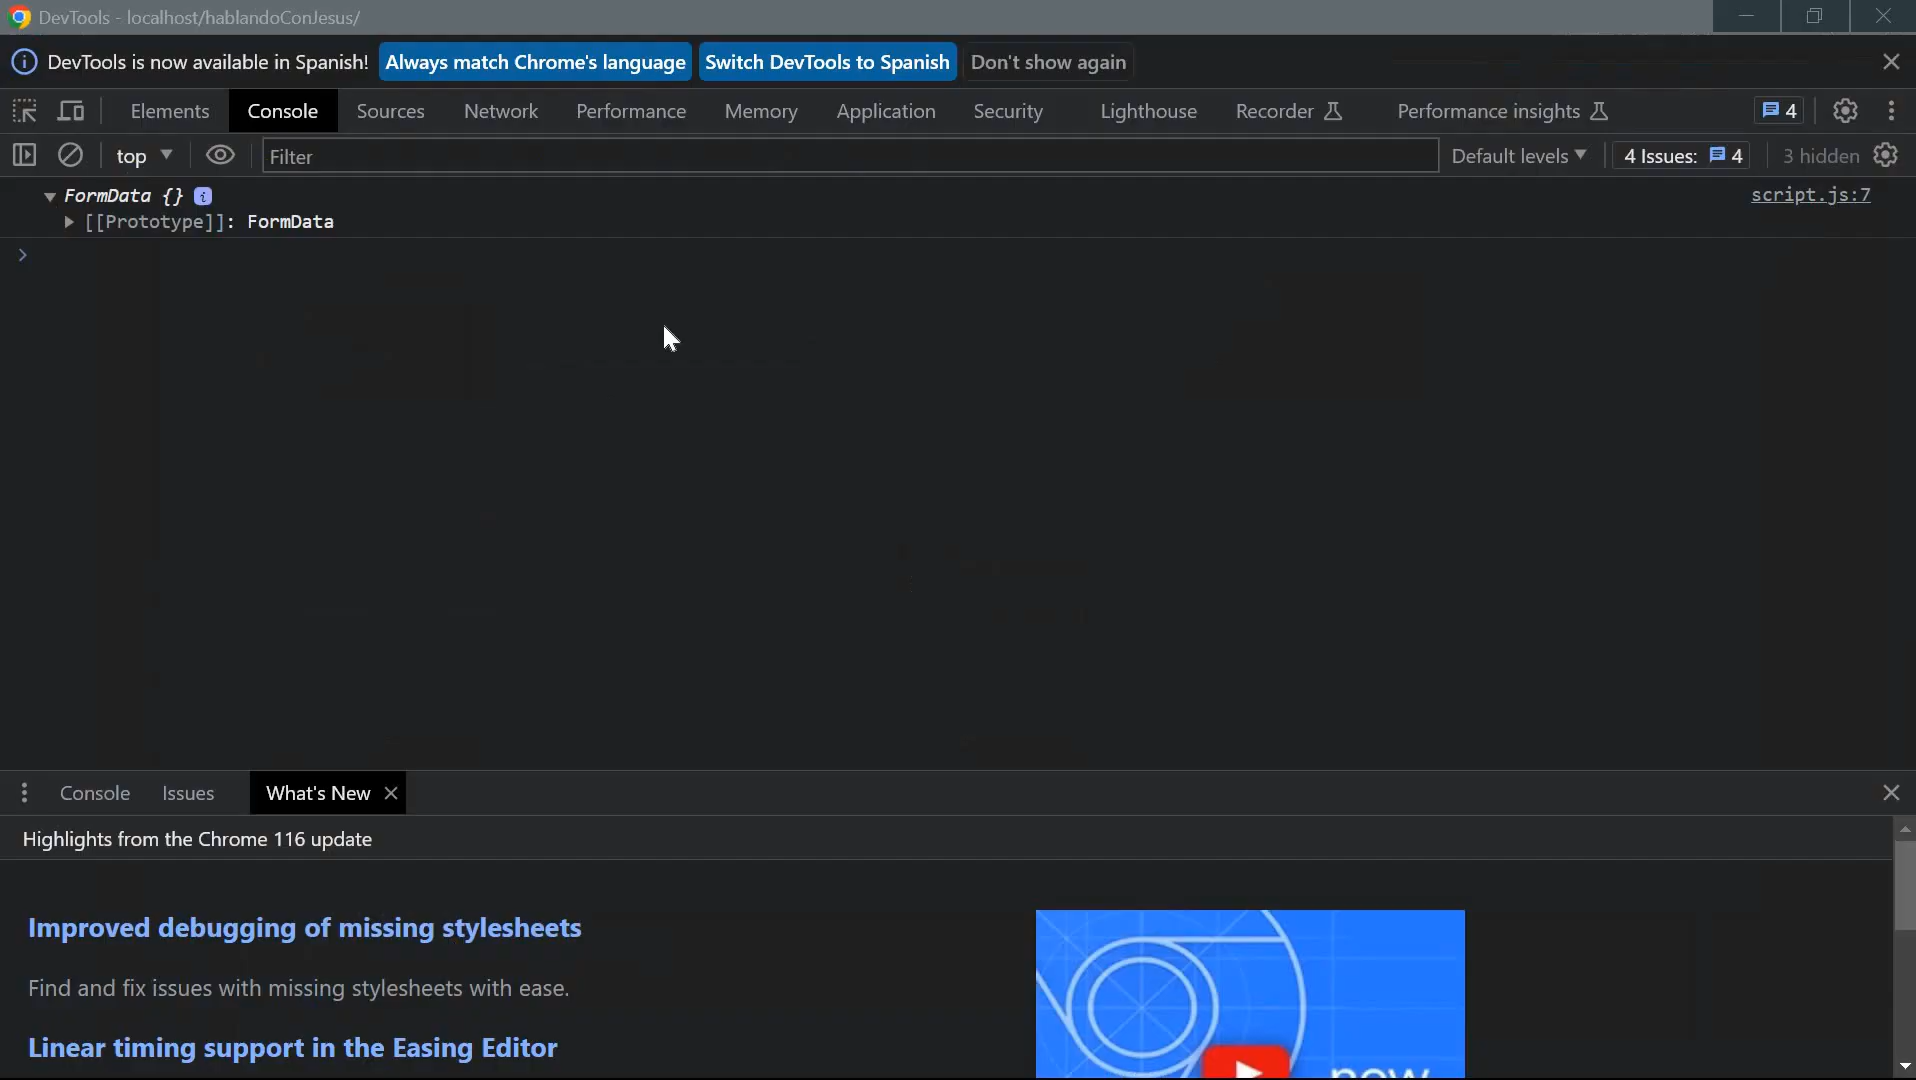 DevTools - localhost/hablandoConJesus/
DevTools is now available in Spanish! Always match Chrome's language Switch DevTools to Spanish Don't show again
Elements Console Sources Network Performance Memory Application Security Lighthouse Recorder Performance insights 4
top Filter Default levels 4 Issues: 4 3 hidden
FormData {} i script.js:7
[[Prototype]]: FormData
Console Issues What's New
Highlights from the Chrome 116 update
Improved debugging of missing stylesheets
Find and fix issues with missing stylesheets with ease.
Linear timing support in the Easing Editor
new